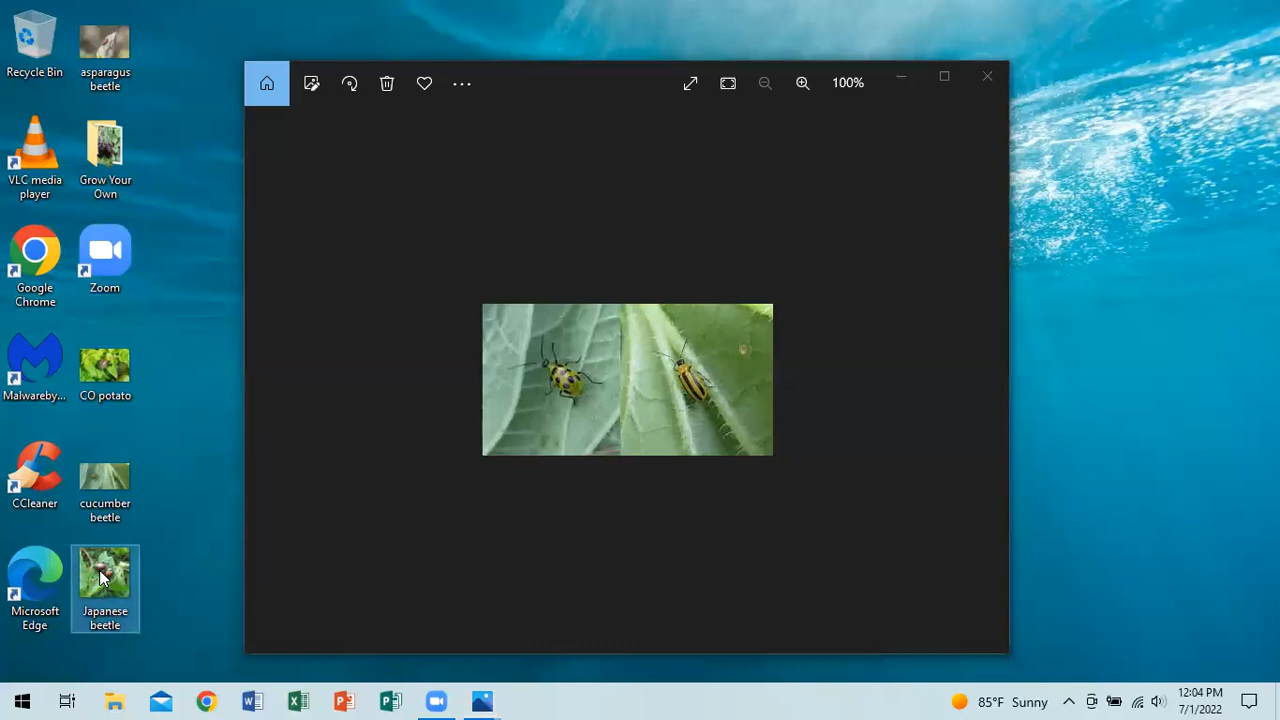 Recycle Bin
asparagus
beetle
VLC media
player
Grow Your
Own
Google
Chrome
Zoom
Malwareby...
CO potato
CCleaner
cucumber
beetle
Microsoft
Edge
Japanese
beetle
100%
85°F Sunny
12:04 PM
7/1/2022